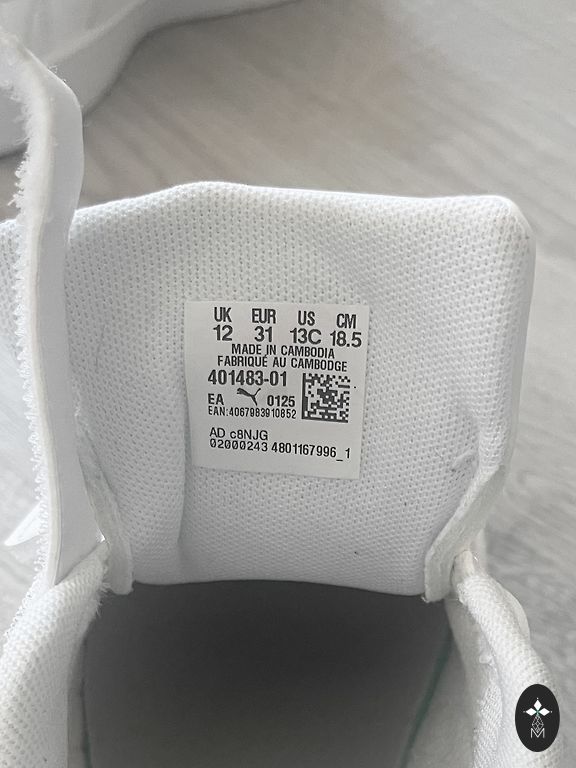 UK EUR US CM
12 31 13C 18.5
MADE IN CAMBODIA
FABRIQUÉ AU CAMBODGE
401483-01
EA 0125
EAN:4067983910852
AD c8NJG
02000243 4801167996_1
M